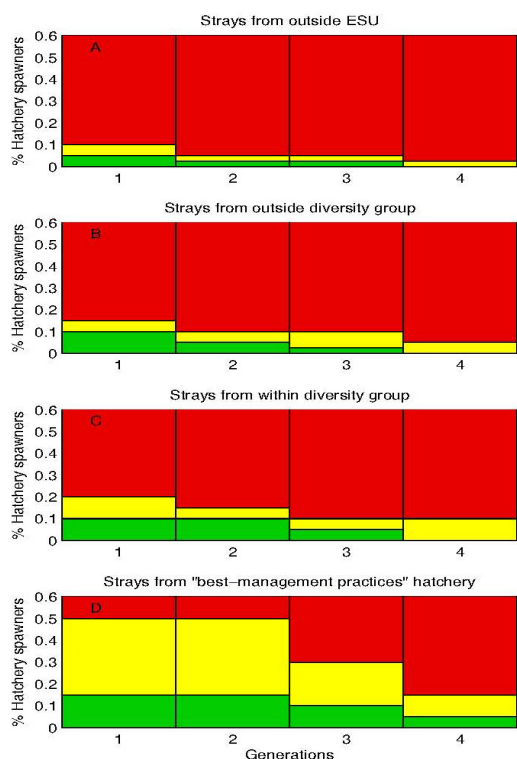 Strays from outside ESU
A
% Hatchery spawners
0.6
0.5
0.4
0.3
0.2
0.1
0
1 2 3 4
Strays from outside diversity group
B
% Hatchery spawners
0.6
0.5
0.4
0.3
0.2
0.1
0
1 2 3 4
Strays from within diversity group
C
% Hatchery spawners
0.6
0.5
0.4
0.3
0.2
0.1
0
1 2 3 4
Strays from "best−management practices" hatchery
D
% Hatchery spawners
0.6
0.5
0.4
0.3
0.2
0.1
0
1 2 3 4
Generations